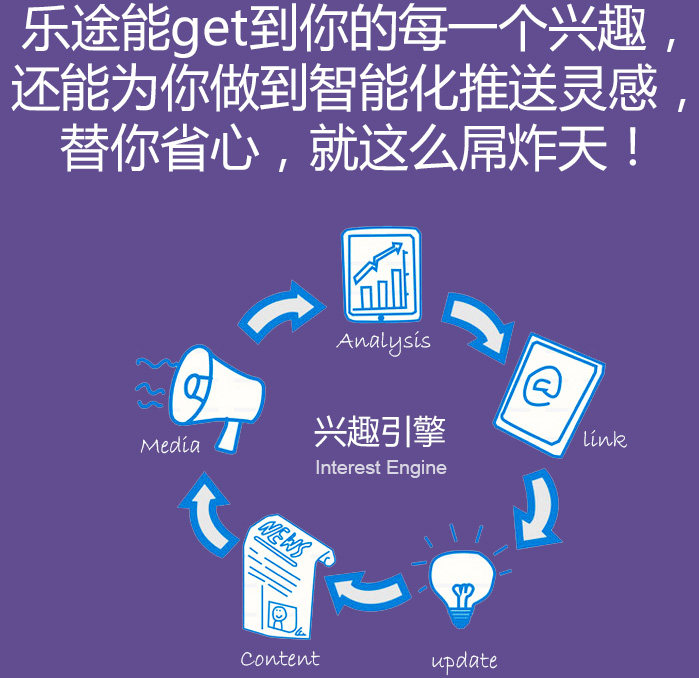 乐途能get到你的每一个兴趣，
还能为你做到智能化推送灵感，
替你省心，就这么屌炸天！
Analysis
@
link
Media
兴趣引擎
Interest Engine
NEWS
Content
update